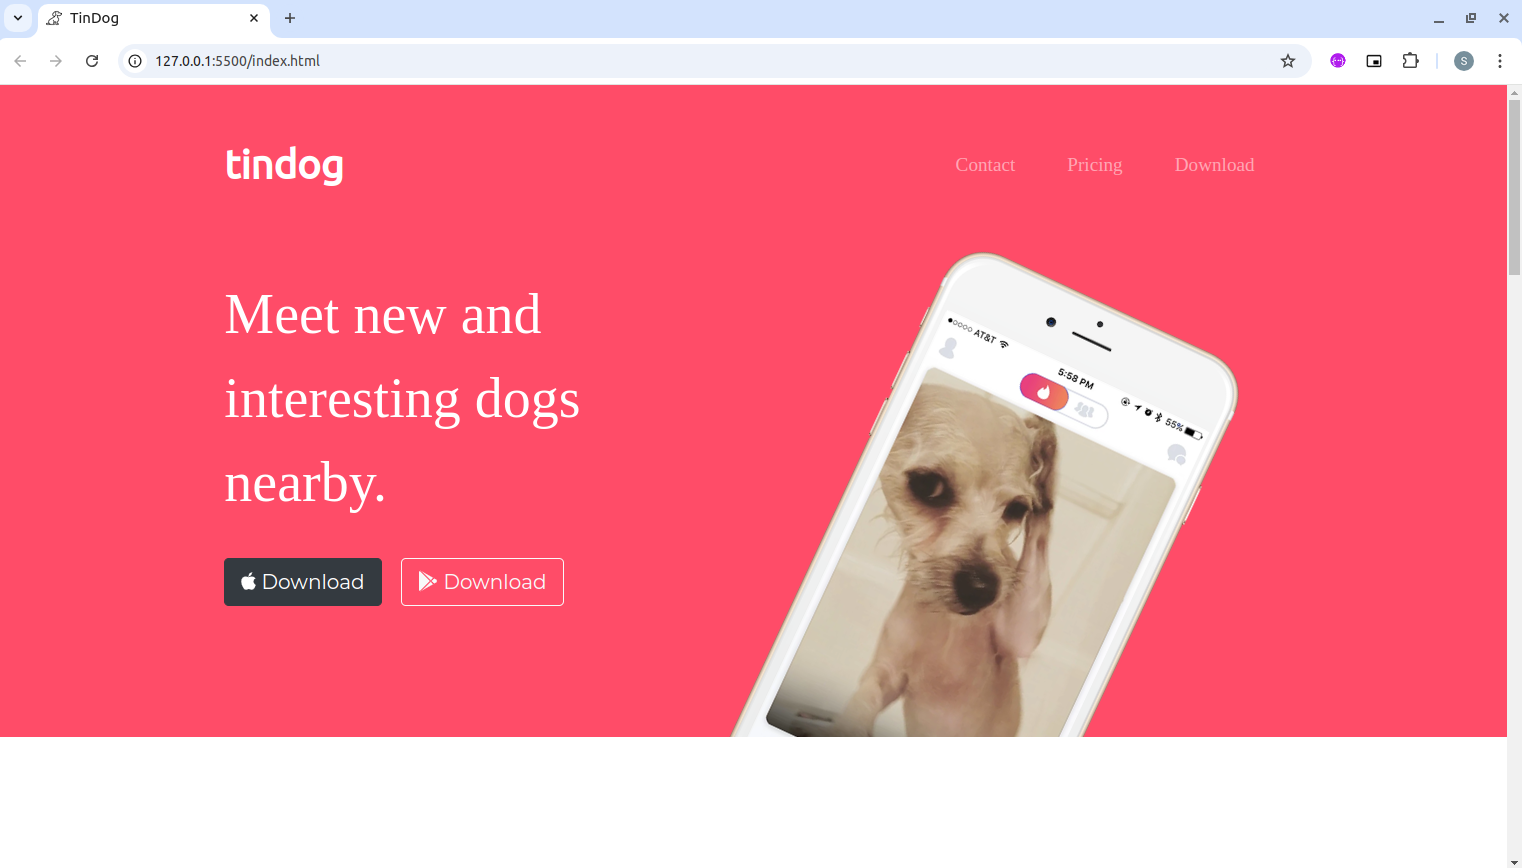 TinDog
127.0.0.1:5500/index.html
S
tindog
Contact
Pricing
Download
Meet new and
interesting dogs
nearby.
Download
Download
AT&T
5:58 PM
55%